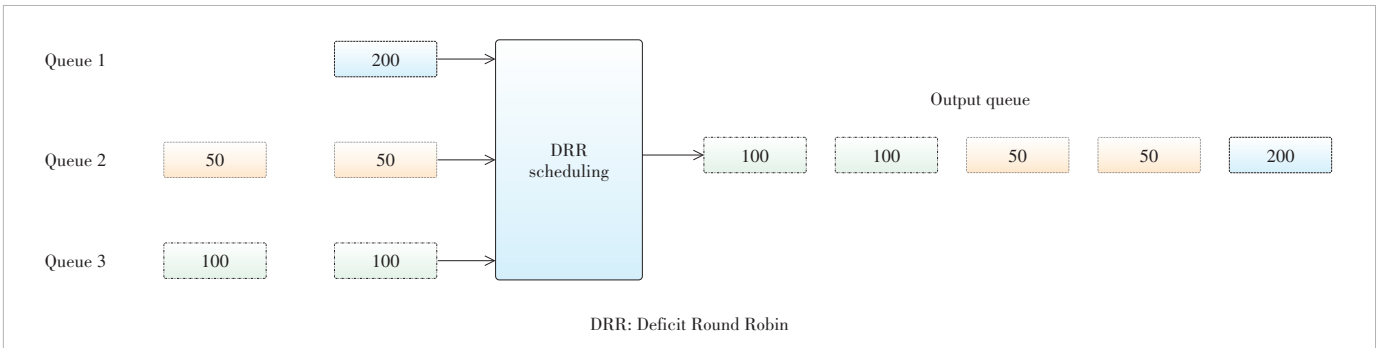 Queue 1
200
Output queue
Queue 2
50
50
DRR
scheduling
100
100
50
50
200
Queue 3
100
100
DRR: Deficit Round Robin